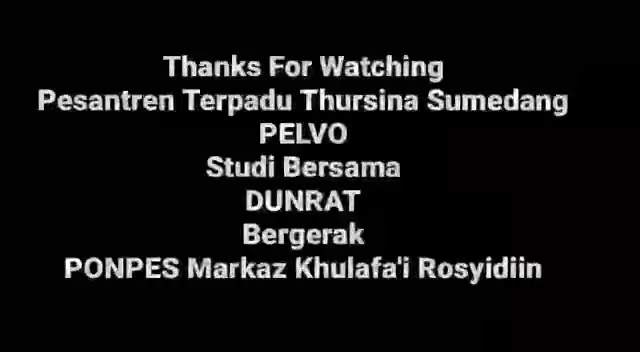 Thanks For Watching
Pesantren Terpadu Thursina Sumedang
PELVO
Studi Bersama
DUNRAT
Bergerak
PONPES Markaz Khulafa'i Rosyidiin